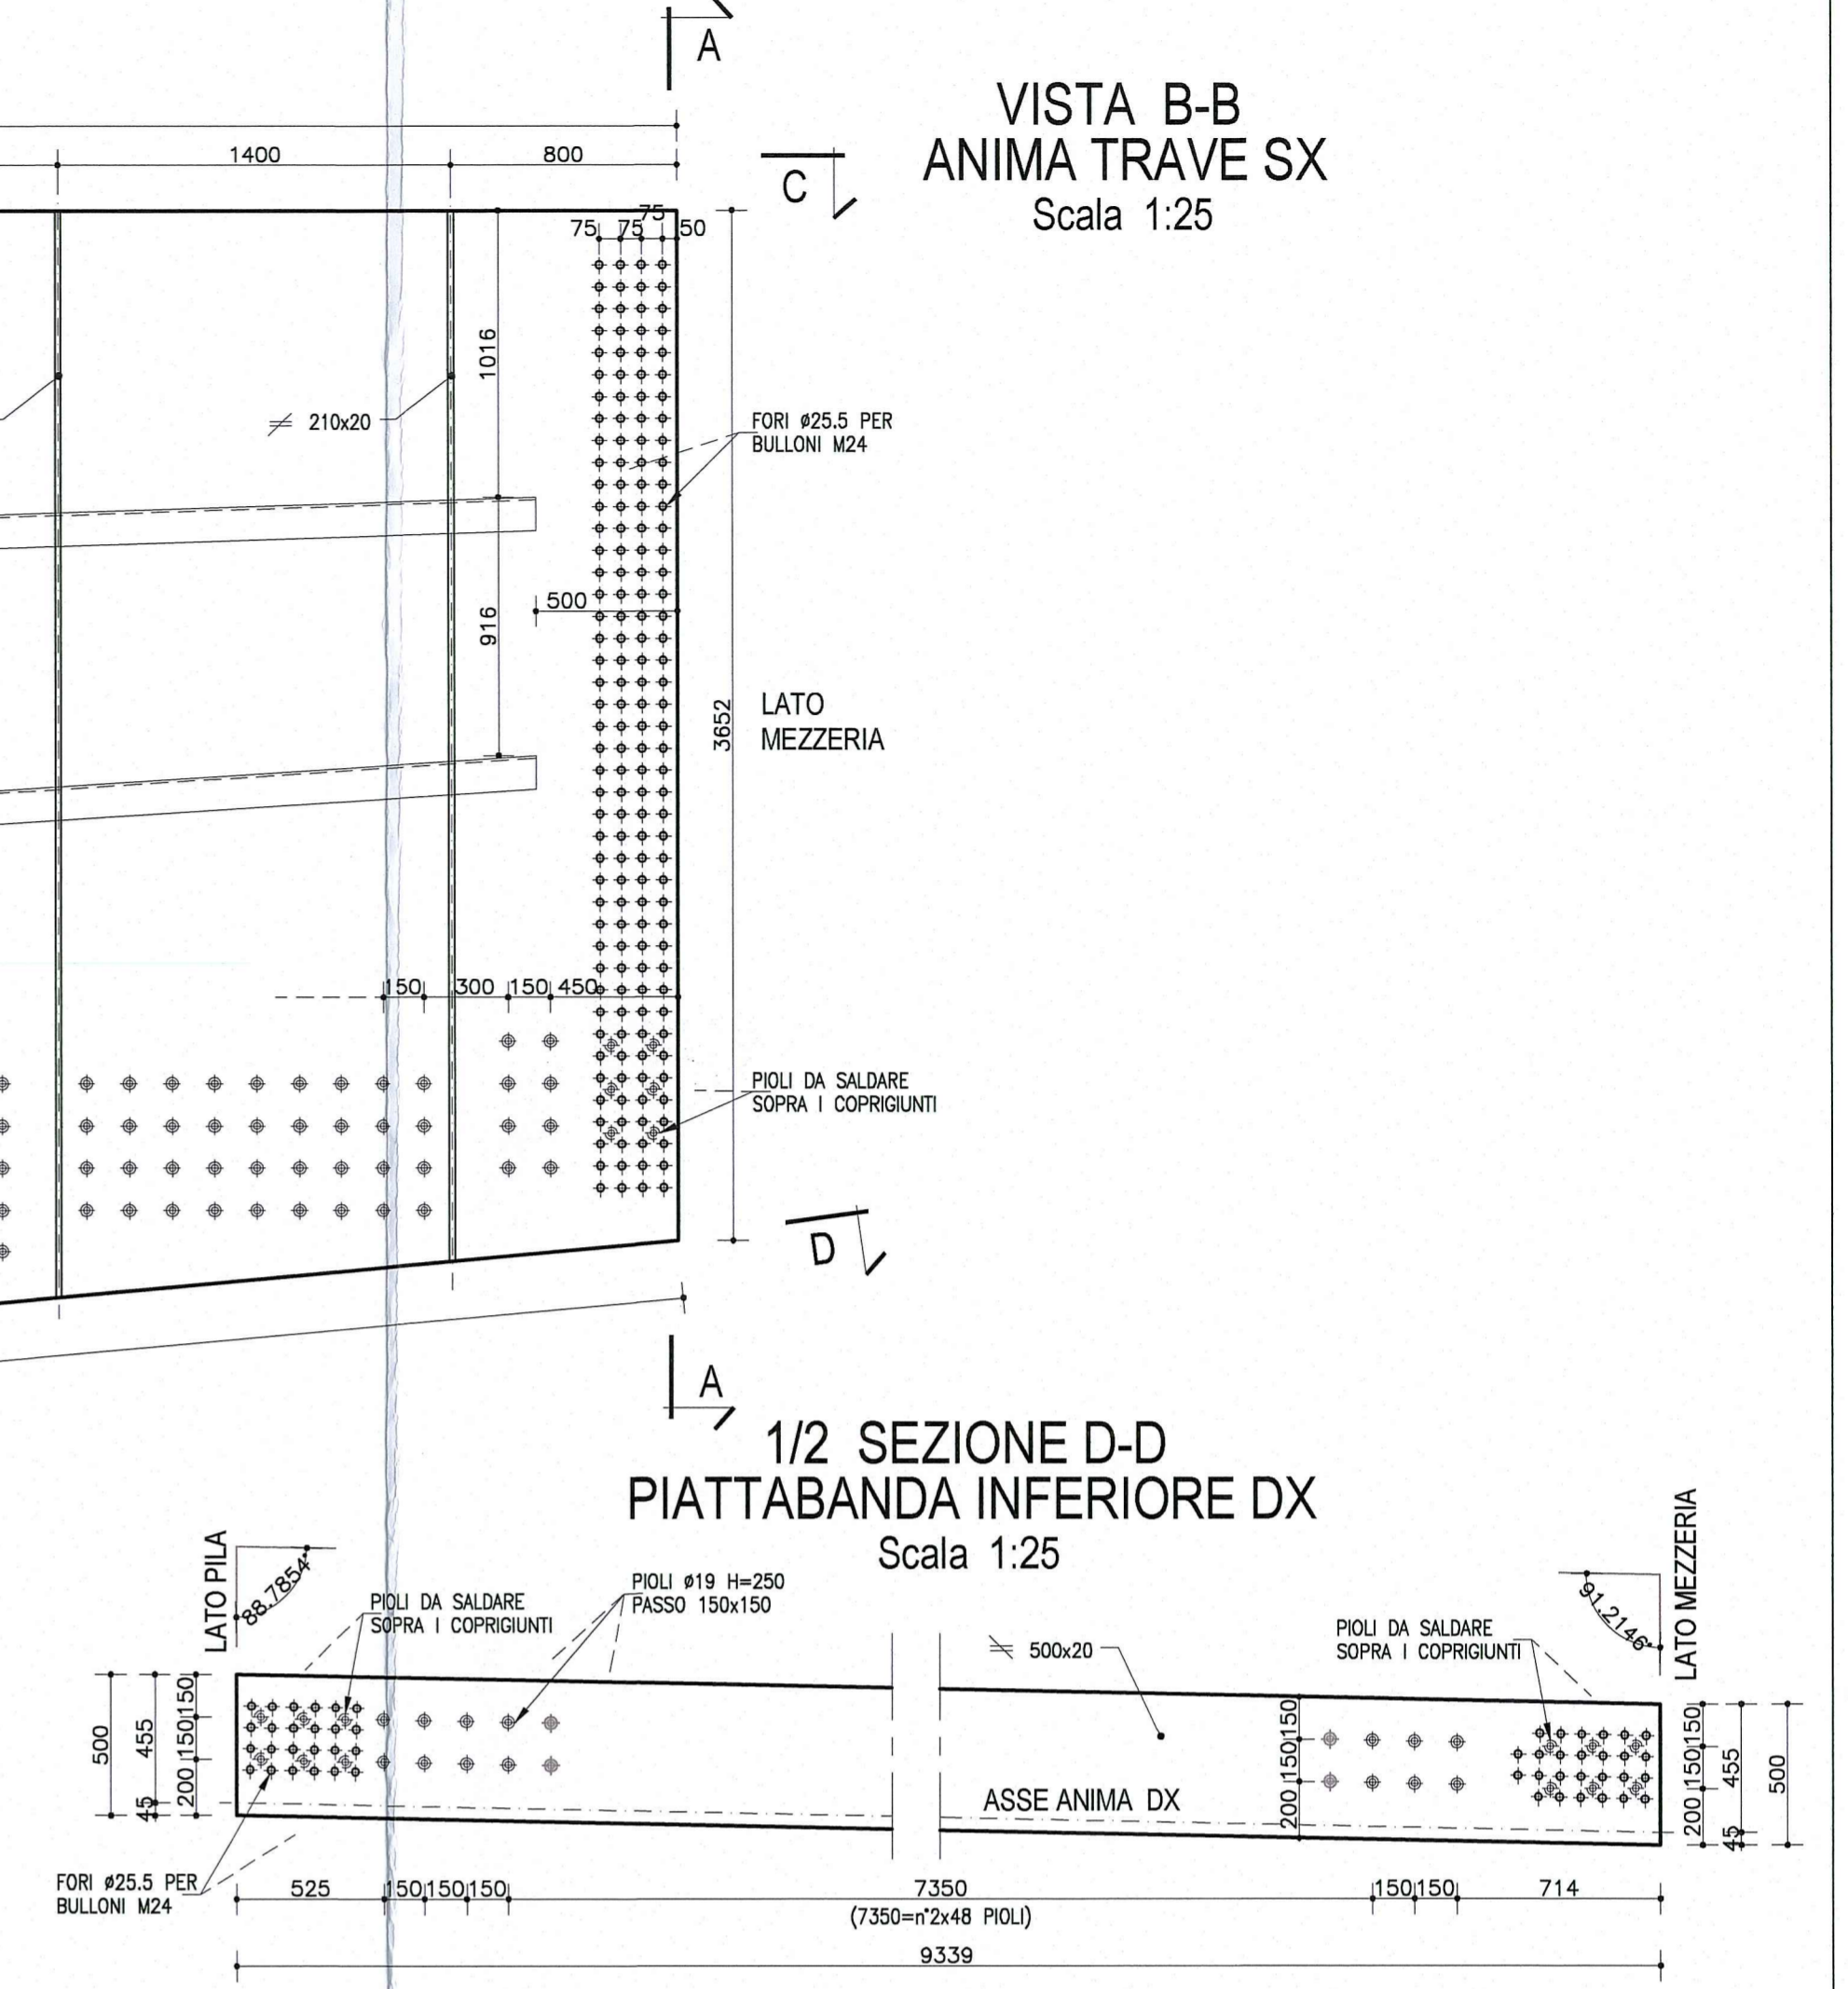 A
VISTA B-B
ANIMA TRAVE SX
Scala 1:25
1400
800
C
75
75
75
50
1016
210x20
FORI ø25.5 PER
BULLONI M24
500
916
3652
LATO
MEZZERIA
150
300
150
450
PIOLI DA SALDARE
SOPRA I COPRIGIUNTI
D
A
1/2 SEZIONE D-D
PIATTABANDA INFERIORE DX
Scala 1:25
LATO PILA
88.7854°
PIOLI DA SALDARE
SOPRA I COPRIGIUNTI
PIOLI ø19 H=250
PASSO 150x150
500x20
PIOLI DA SALDARE
SOPRA I COPRIGIUNTI
91.2146°
LATO MEZZERIA
500
455
45
200
150
150
ASSE ANIMA DX
200
150
150
200
150
150
455
45
500
FORI ø25.5 PER
BULLONI M24
525
150
150
150
7350
(7350=n°2x48 PIOLI)
150
150
714
9339